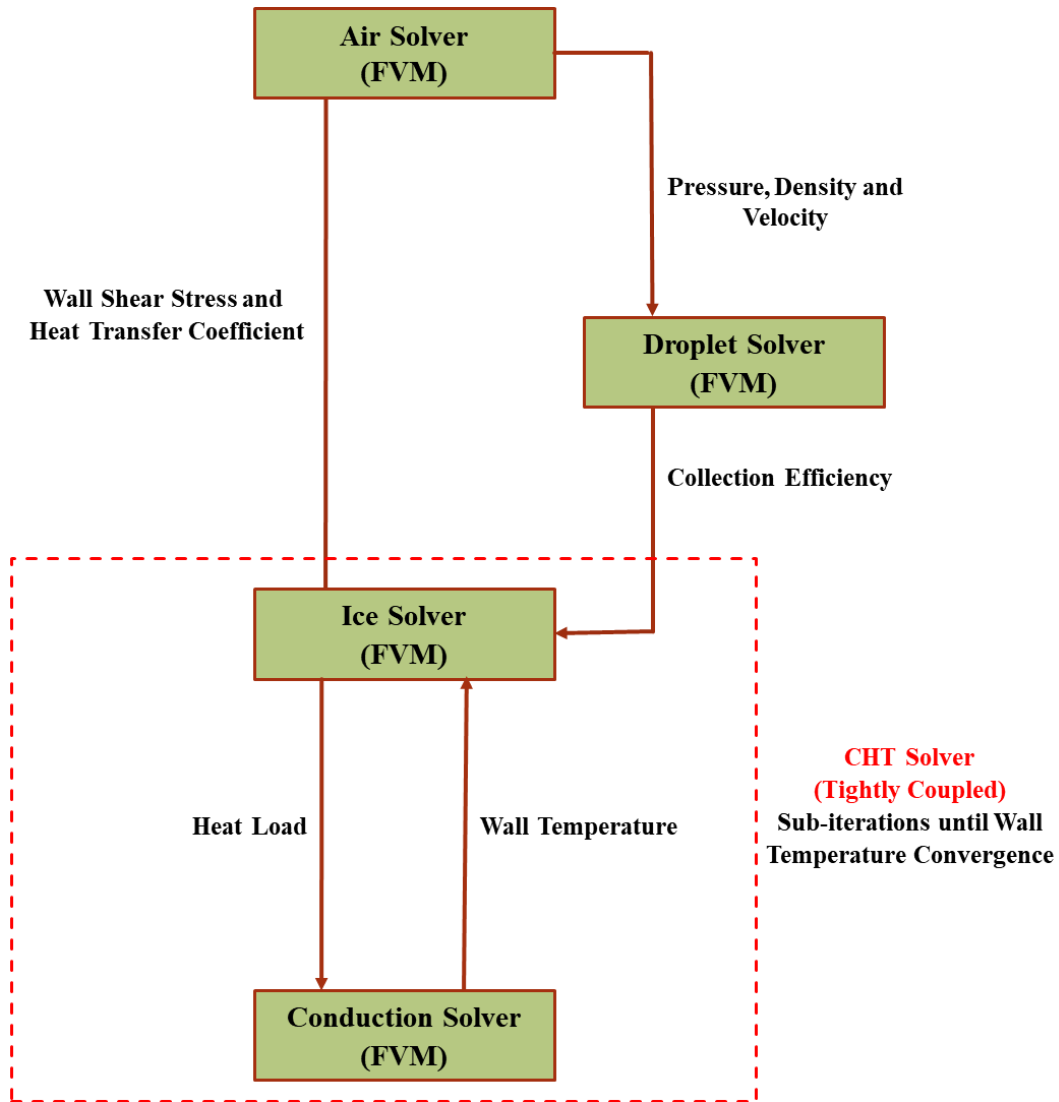 Air Solver
(FVM)
Pressure, Density and
Velocity
Wall Shear Stress and
Heat Transfer Coefficient
Droplet Solver
(FVM)
Collection Efficiency
Ice Solver
(FVM)
Heat Load
Wall Temperature
CHT Solver
(Tightly Coupled)
Sub-iterations until Wall
Temperature Convergence
Conduction Solver
(FVM)